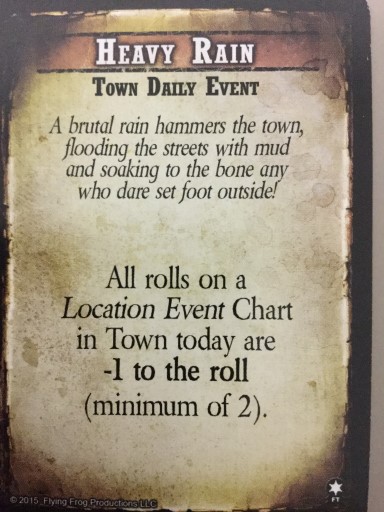 HEAVY RAIN
TOWN DAILY EVENT
A brutal rain hammers the town,
flooding the streets with mud
and soaking to the bone any
who dare set foot outside!
All rolls on a
Location Event Chart
in Town today are
-1 to the roll
(minimum of 2).
© 2015 Flying Frog Productions LLC
FT